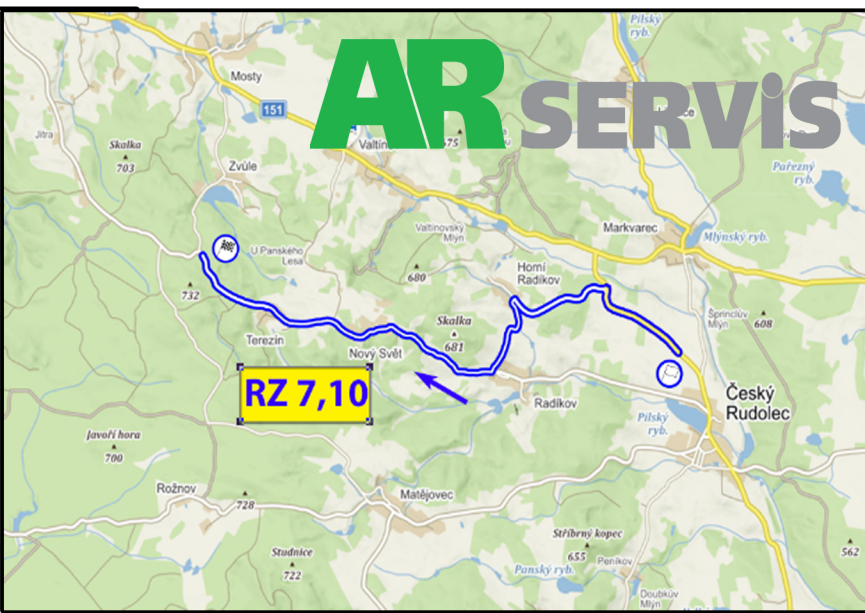 Pilský
ryb.
Mosty
AR SERVIS
151
Jitra
Skalka
703
Zvůle
Pařezný
ryb.
Valtinovský
Mlýn
Markvarec
Mlýnský ryb.
U Panského
Lesa
680
Horní
Radíkov
732
Šprinclův
Mlýn
608
Skalka
681
Terezín
Nový Svět
RZ 7,10
Radíkov
Český
Rudolec
Pilský
ryb.
Javoří hora
700
Rožnov
728
Matějovec
Stříbrný kopec
655
562
Studnice
722
Peníkov
Panský ryb.
Doubkův
Mlýn